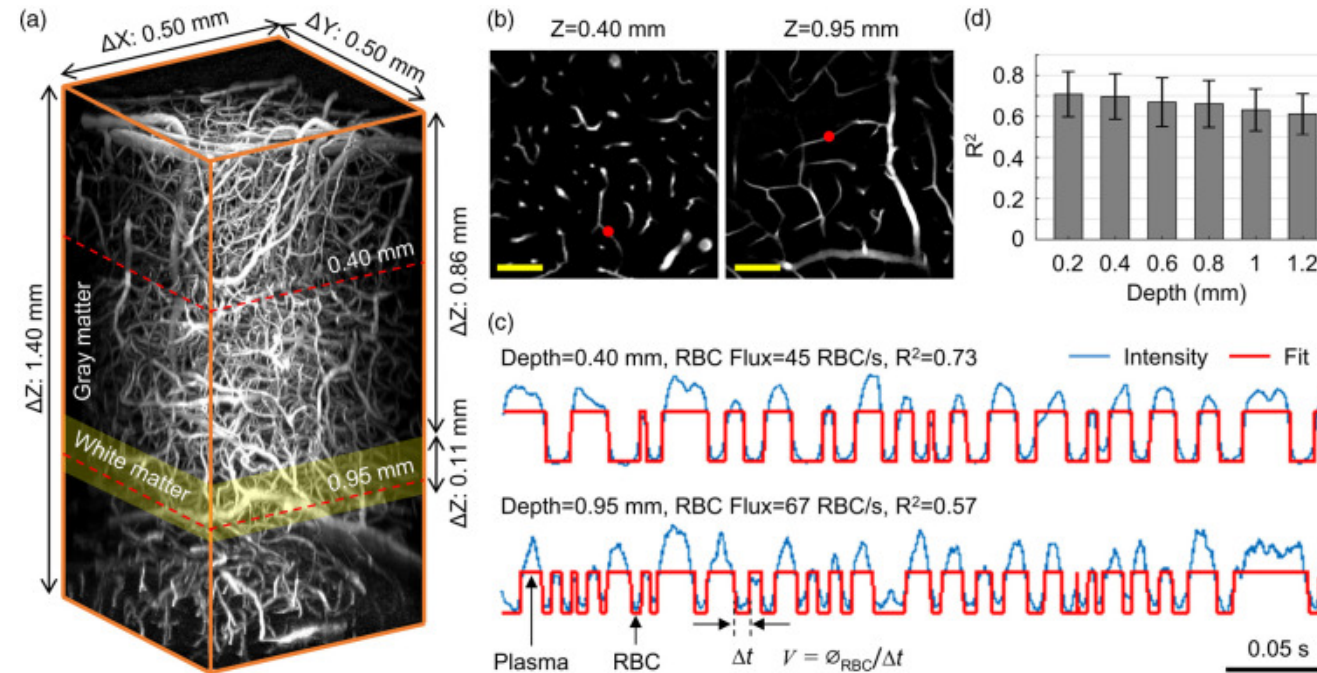 (a)
ΔX: 0.50 mm
ΔY: 0.50 mm
ΔZ: 1.40 mm
Gray matter
White matter
0.40 mm
0.95 mm
ΔZ: 0.86 mm
ΔZ: 0.11 mm
(b)
Z=0.40 mm
Z=0.95 mm
(d)
R²
0.8
0.6
0.4
0.2
0
0.2 0.4 0.6 0.8 1 1.2
Depth (mm)
(c)
Depth=0.40 mm, RBC Flux=45 RBC/s, R²=0.73
Intensity Fit
Depth=0.95 mm, RBC Flux=67 RBC/s, R²=0.57
Plasma RBC Δt V = ∅RBC/Δt
0.05 s